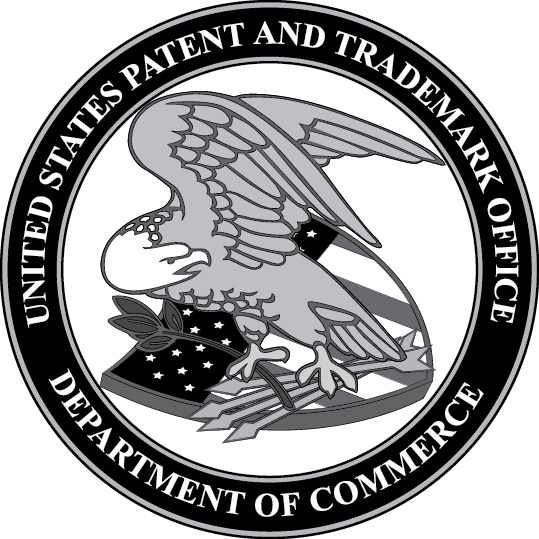 UNITED STATES PATENT AND TRADEMARK OFFICE
DEPARTMENT OF COMMERCE